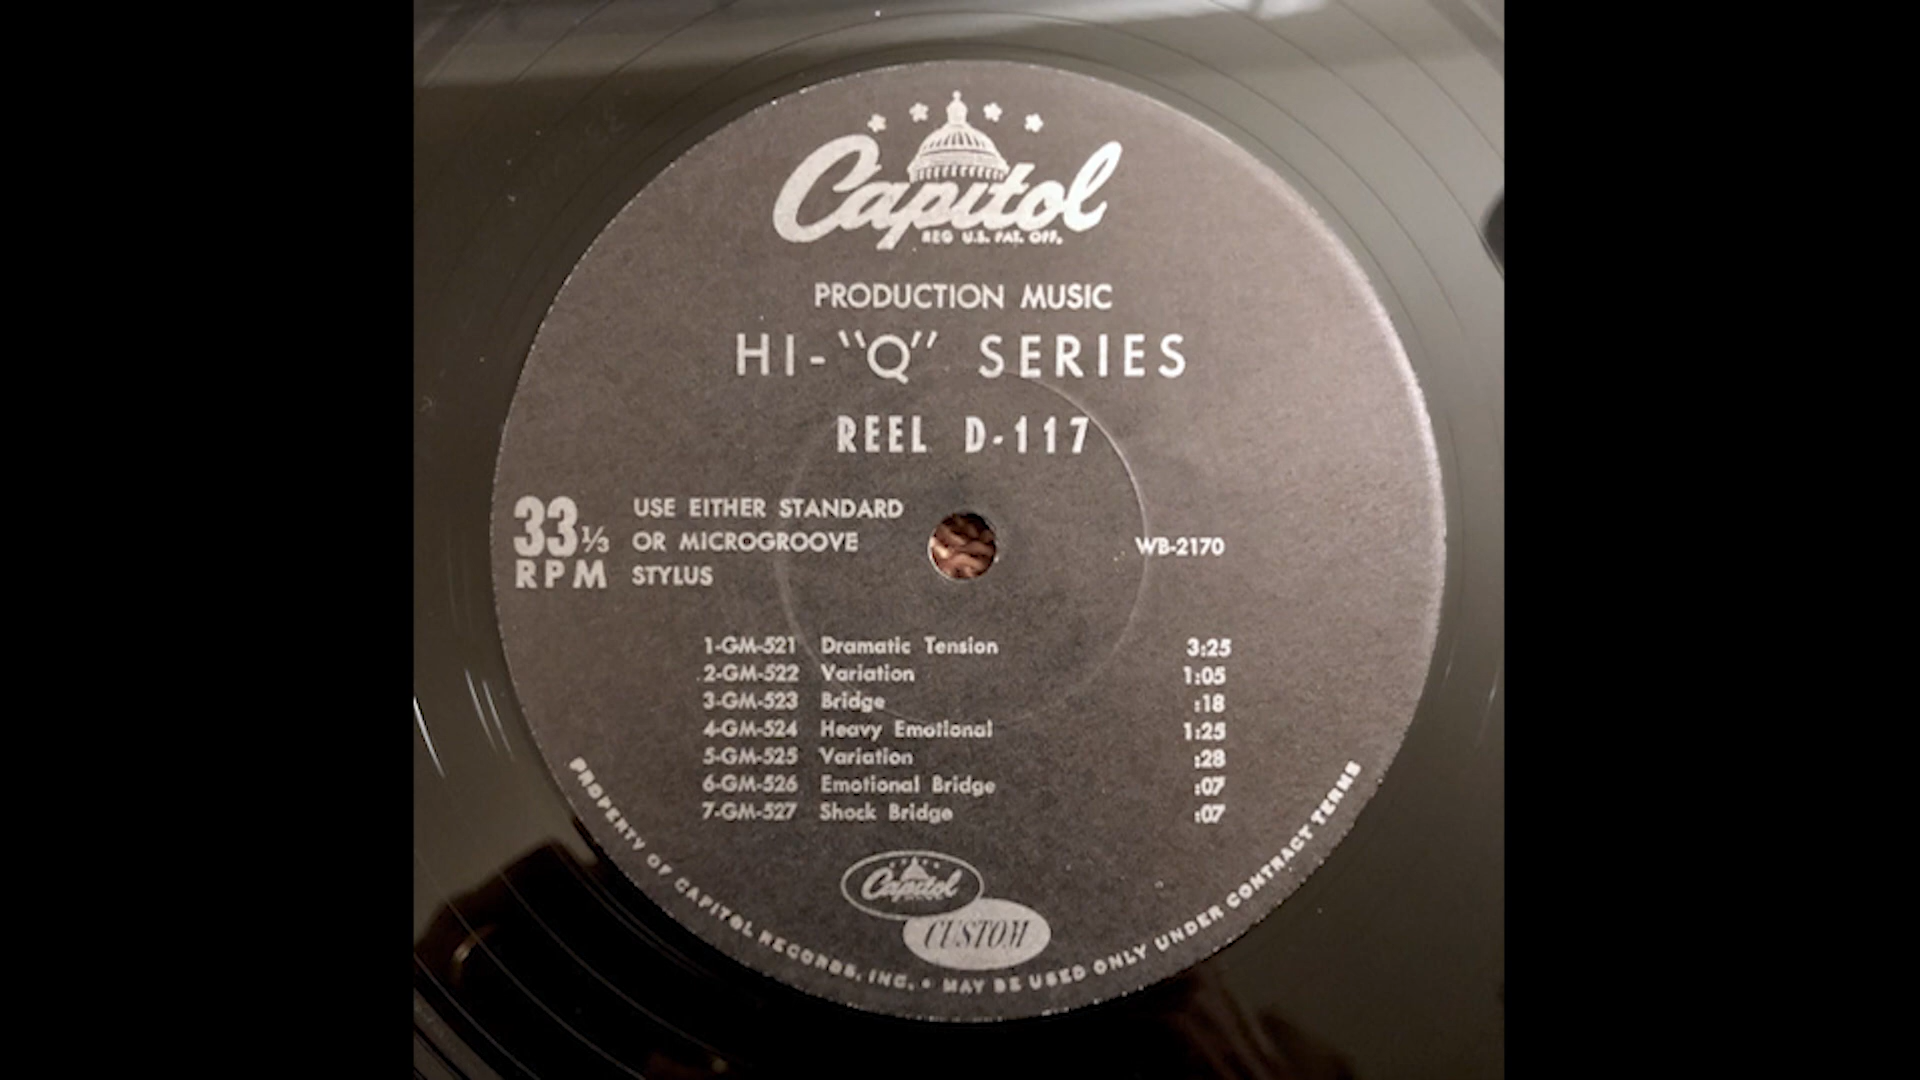 Capitol
REG U.S. PAT. OFF.
PRODUCTION MUSIC
HI-"Q" SERIES
REEL D-117
33 1/3 RPM
USE EITHER STANDARD
OR MICROGROOVE
STYLUS
WB-2170
1-GM-521 Dramatic Tension 3:25
2-GM-522 Variation 1:05
3-GM-523 Bridge :18
4-GM-524 Heavy Emotional 1:25
5-GM-525 Variation :28
6-GM-526 Emotional Bridge :07
7-GM-527 Shock Bridge :07
Capitol
CUSTOM
PROPERTY OF CAPITOL RECORDS, INC. • MAY BE USED ONLY UNDER CONTRACT TERMS